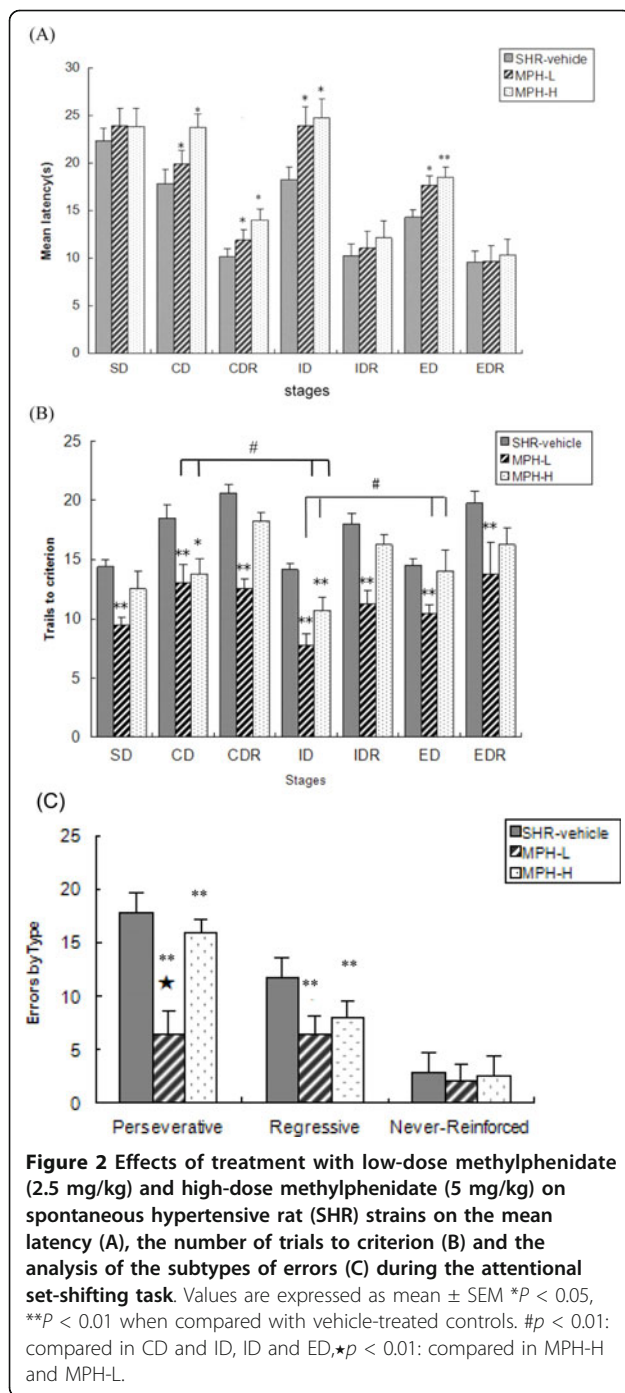 (A)
SHR-vehicle
MPH-L
MPH-H
30
25
20
15
10
5
0
Mean latency(s)
*
*
*
*
*
*
*
**
SD CD CDR ID IDR ED EDR
stages
(B)
SHR-vehicle
MPH-L
MPH-H
25
20
15
10
5
0
Trails to criterion
#
#
**
**
*
**
**
**
**
**
**
SD CD CDR ID IDR ED EDR
Stages
(C)
SHR-vehicle
MPH-L
MPH-H
25
20
15
10
5
0
Errors by Type
**
★
**
**
**
Perseverative Regressive Never-Reinforced
Figure 2 Effects of treatment with low-dose methylphenidate
(2.5 mg/kg) and high-dose methylphenidate (5 mg/kg) on
spontaneous hypertensive rat (SHR) strains on the mean
latency (A), the number of trials to criterion (B) and the
analysis of the subtypes of errors (C) during the attentional
set-shifting task. Values are expressed as mean ± SEM *P < 0.05,
**P < 0.01 when compared with vehicle-treated controls. #p < 0.01:
compared in CD and ID, ID and ED,★p < 0.01: compared in MPH-H
and MPH-L.